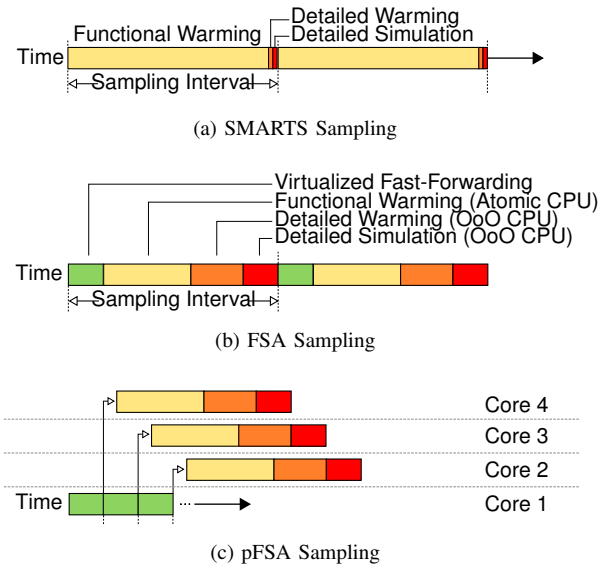 Detailed Warming
Functional Warming
Detailed Simulation
Time
Sampling Interval
(a) SMARTS Sampling
Virtualized Fast-Forwarding
Functional Warming (Atomic CPU)
Detailed Warming (OoO CPU)
Detailed Simulation (OoO CPU)
Time
Sampling Interval
(b) FSA Sampling
Core 4
Core 3
Core 2
Time
...
Core 1
(c) pFSA Sampling